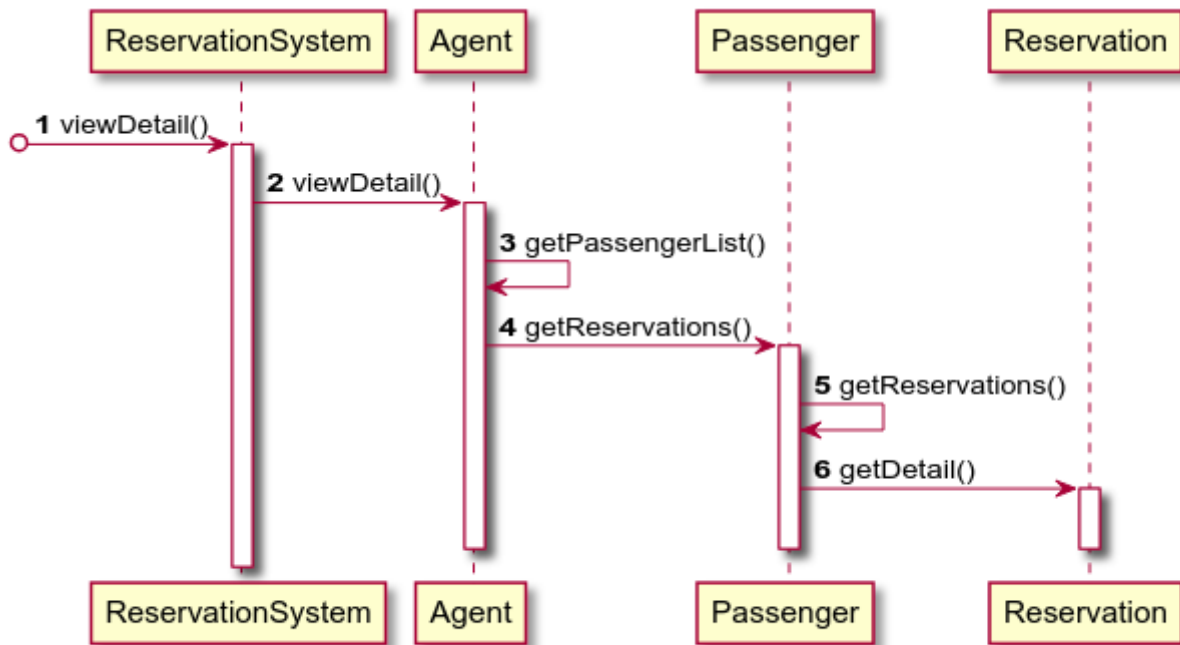 ReservationSystem Agent Passenger Reservation
1 viewDetail()
2 viewDetail()
3 getPassengerList()
4 getReservations()
5 getReservations()
6 getDetail()
ReservationSystem Agent Passenger Reservation